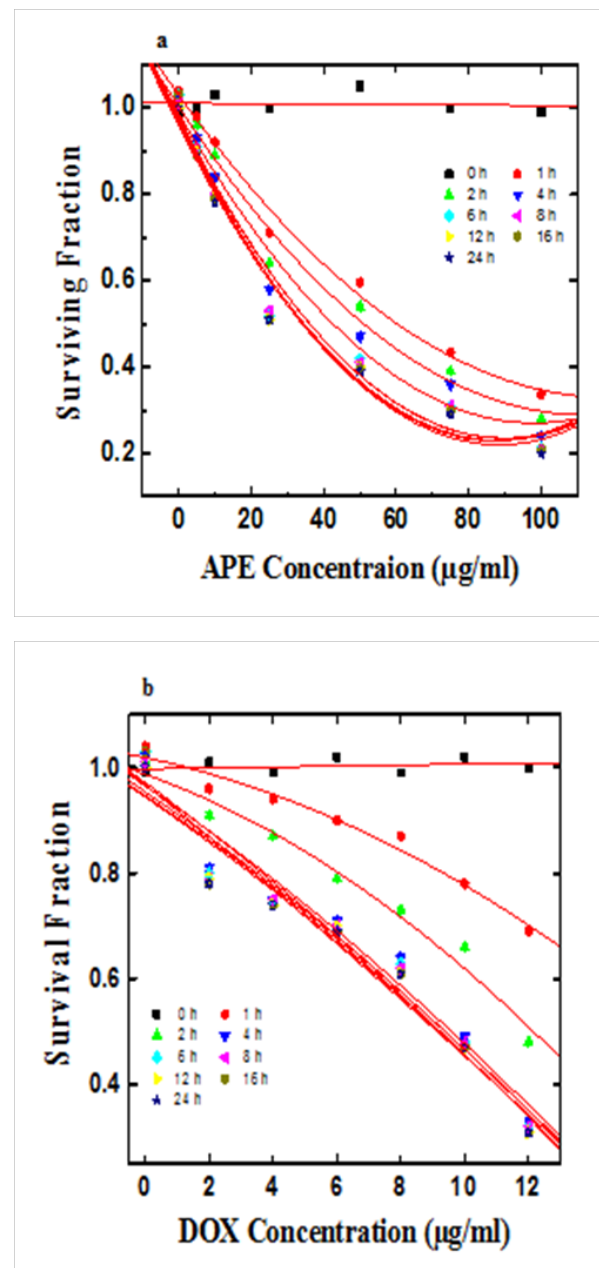 a
1.0
0.8
0.6
0.4
0.2
Surviving Fraction
0 h 1 h
2 h 4 h
6 h 8 h
12 h 16 h
24 h
0 20 40 60 80 100
APE Concentraion (µg/ml)
b
1.0
0.8
0.6
0.4
Survival Fraction
0 h 1 h
2 h 4 h
6 h 8 h
12 h 16 h
24 h
0 2 4 6 8 10 12
DOX Concentration (µg/ml)